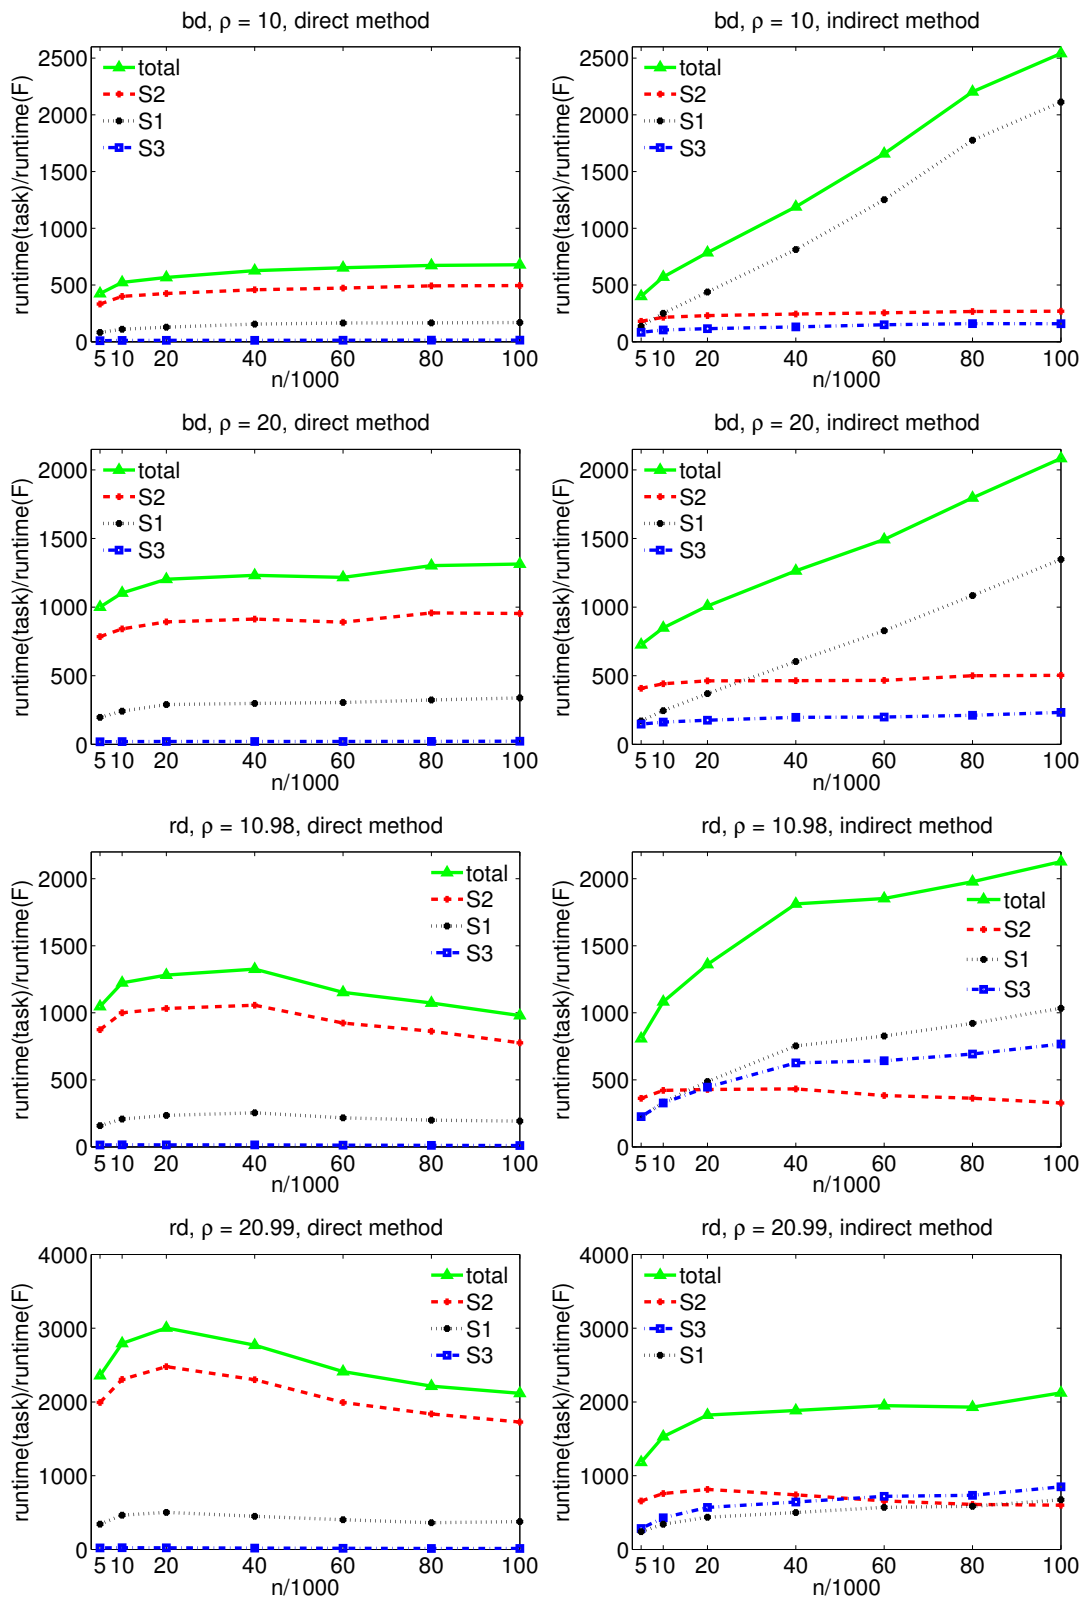 bd, ρ = 10, direct method
runtime(task)/runtime(F)
2500
2000
1500
1000
500
0
total
S2
S1
S3
5 10 20 40 60 80 100
n/1000
bd, ρ = 10, indirect method
runtime(task)/runtime(F)
2500
2000
1500
1000
500
0
total
S2
S1
S3
5 10 20 40 60 80 100
n/1000
bd, ρ = 20, direct method
runtime(task)/runtime(F)
2000
1500
1000
500
0
total
S2
S1
S3
5 10 20 40 60 80 100
n/1000
bd, ρ = 20, indirect method
runtime(task)/runtime(F)
2000
1500
1000
500
0
total
S2
S1
S3
5 10 20 40 60 80 100
n/1000
rd, ρ = 10.98, direct method
runtime(task)/runtime(F)
2000
1500
1000
500
0
total
S2
S1
S3
5 10 20 40 60 80 100
n/1000
rd, ρ = 10.98, indirect method
runtime(task)/runtime(F)
2000
1500
1000
500
0
total
S2
S1
S3
5 10 20 40 60 80 100
n/1000
rd, ρ = 20.99, direct method
runtime(task)/runtime(F)
4000
3000
2000
1000
0
total
S2
S1
S3
5 10 20 40 60 80 100
n/1000
rd, ρ = 20.99, indirect method
runtime(task)/runtime(F)
4000
3000
2000
1000
0
total
S2
S3
S1
5 10 20 40 60 80 100
n/1000